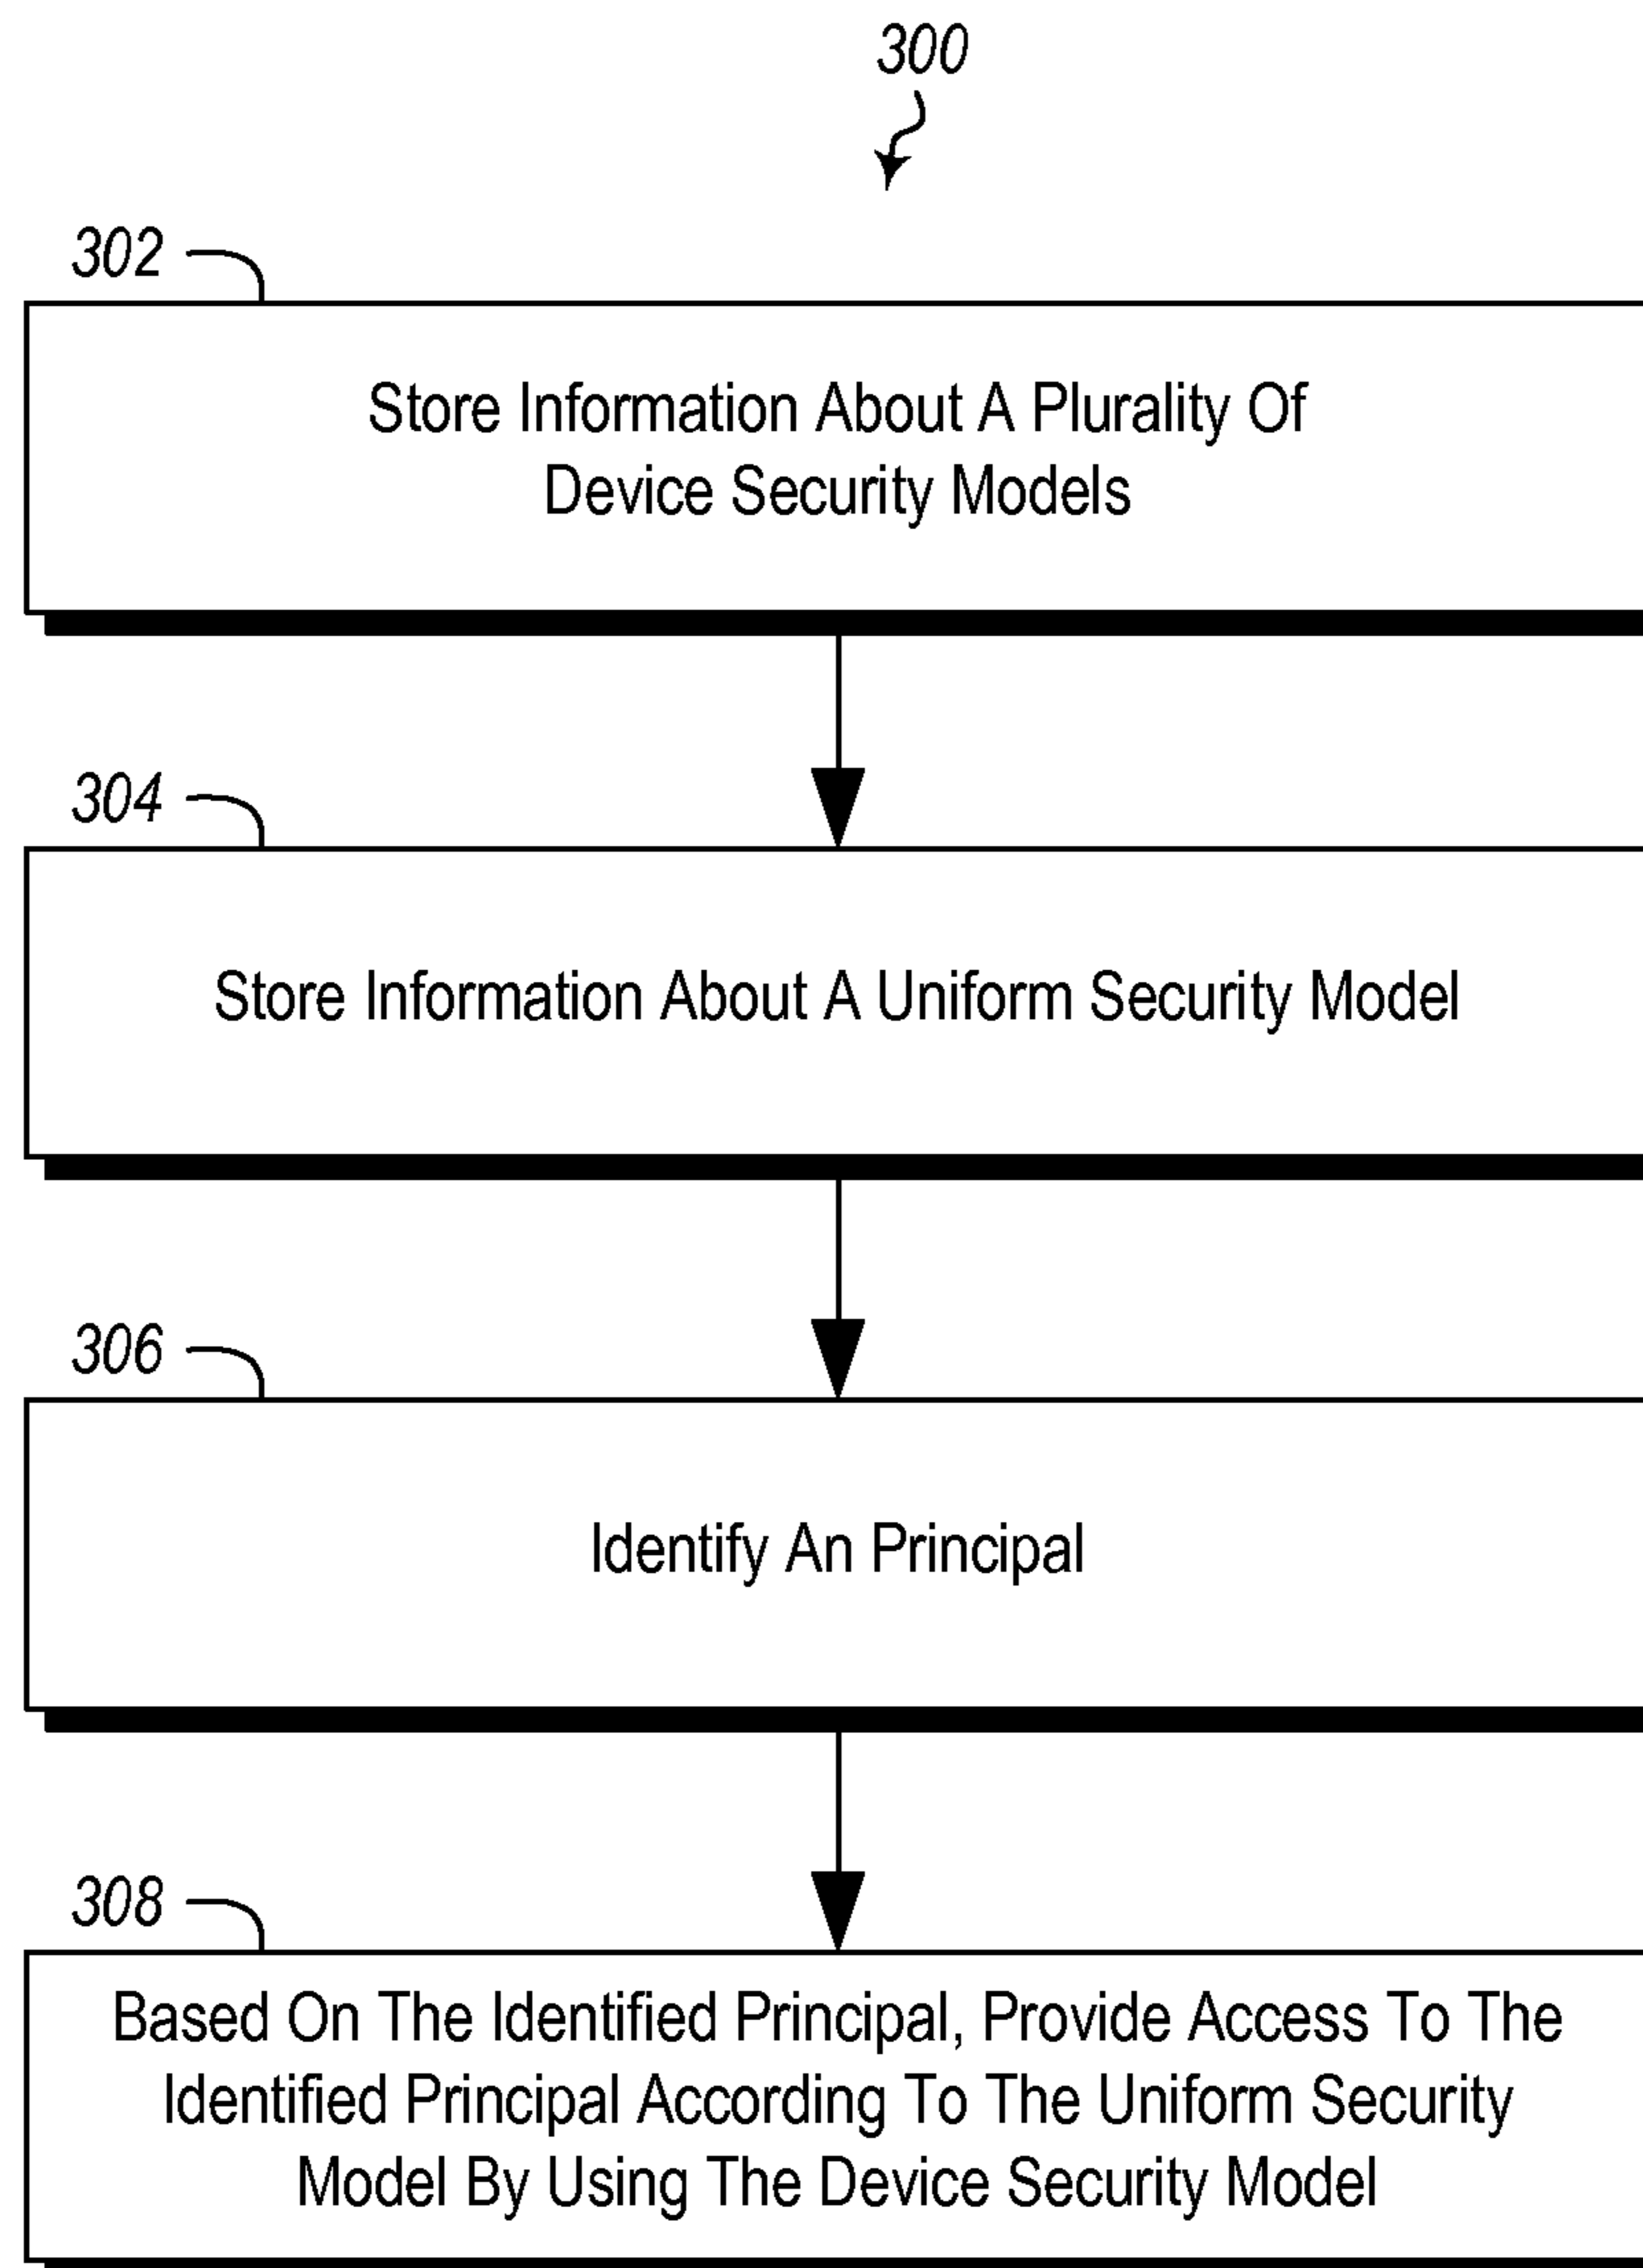 300
302
Store Information About A Plurality Of
Device Security Models
304
Store Information About A Uniform Security Model
306
Identify An Principal
308
Based On The Identified Principal, Provide Access To The
Identified Principal According To The Uniform Security
Model By Using The Device Security Model